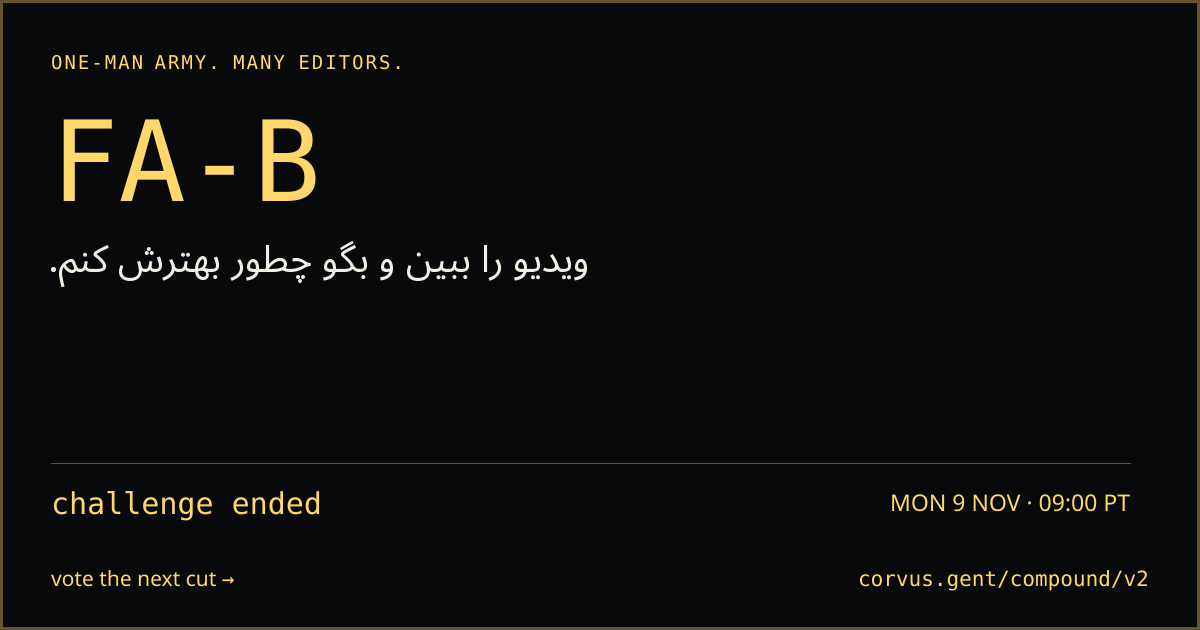 ONE-MAN ARMY. MANY EDITORS.
FA-B
ویدیو را ببین و بگو چطور بهترش کنم.
challenge ended
MON 9 NOV · 09:00 PT
vote the next cut →
corvus.gent/compound/v2